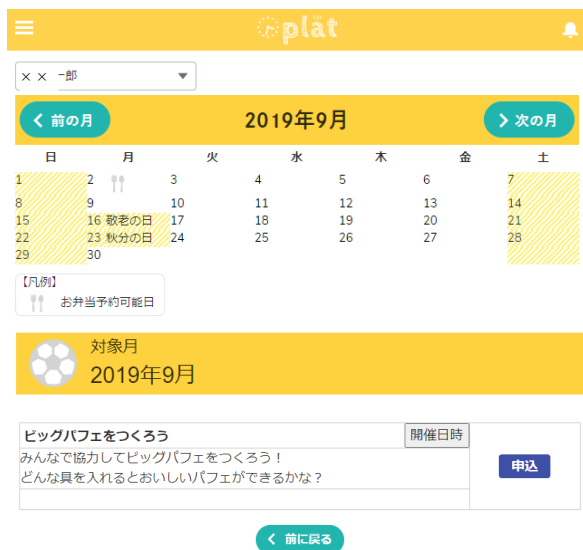 plät
× × 一郎
前の月
2019年9月
次の月
日 月 火 水 木 金 土
1 2 3 4 5 6 7
8 9 10 11 12 13 14
15 16 敬老の日 17 18 19 20 21
22 23 秋分の日 24 25 26 27 28
29 30
【凡例】
お弁当予約可能日
対象月
2019年9月
ビッグパフェをつくろう 開催日時
みんなで協力してビッグパフェをつくろう！
どんな具を入れるとおいしいパフェができるかな？
申込
前に戻る